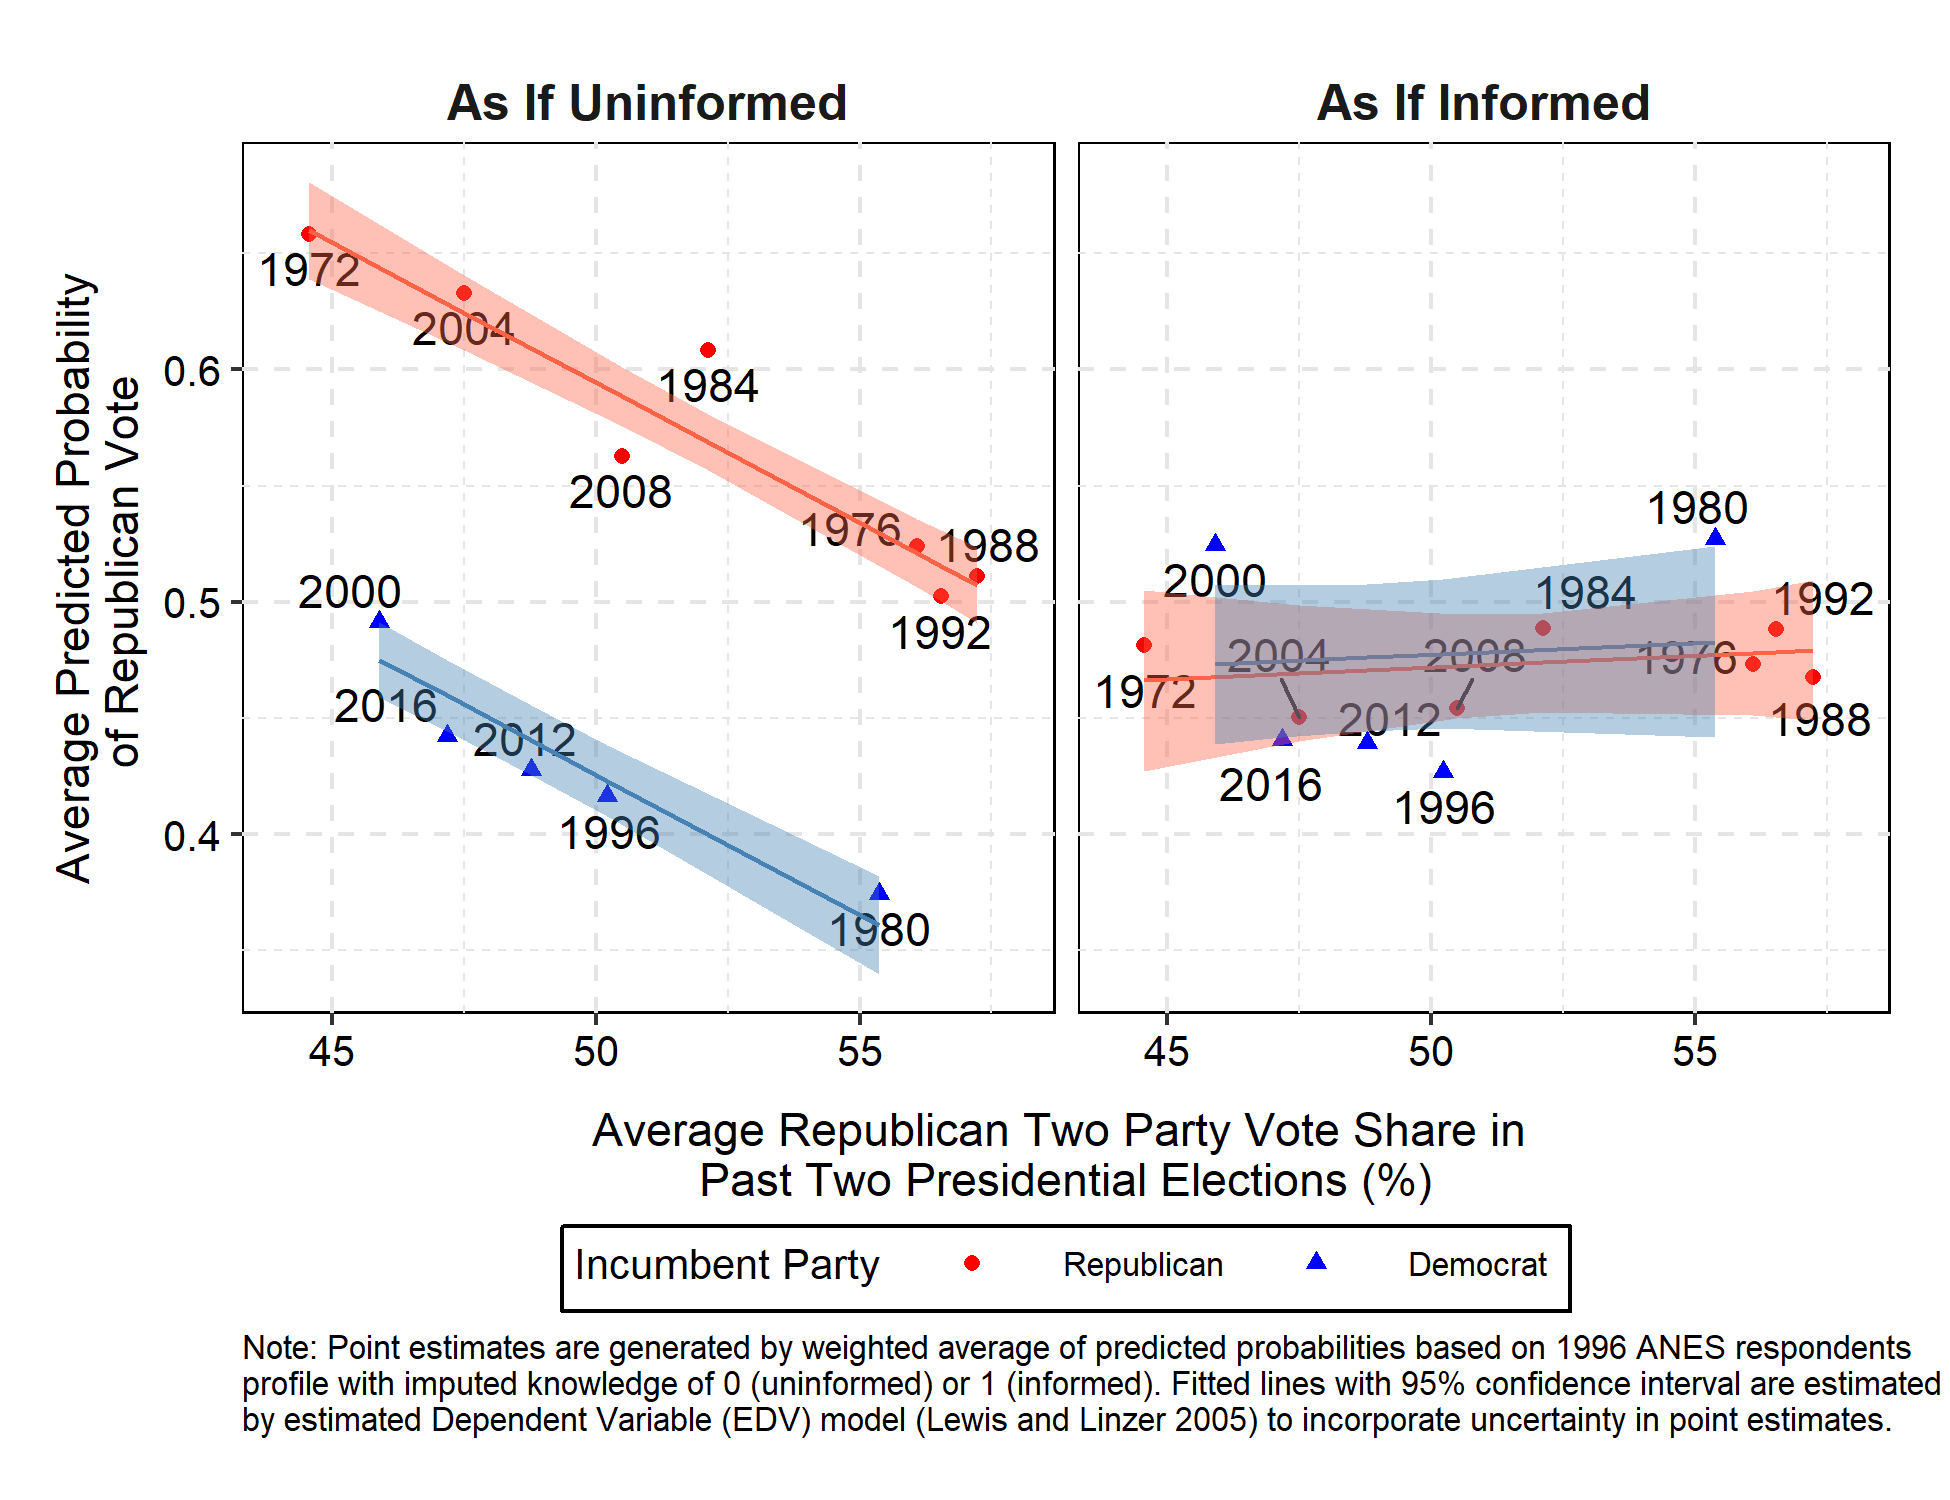 As If Uninformed
As If Informed
Average Predicted Probability
of Republican Vote
0.6
0.5
0.4
1972
2004
1984
2008
1976
1988
1992
2000
2016
2012
1996
1980
1980
2000
1984
1992
2004
2008
1976
1972
2012
1988
2016
1996
45
50
55
45
50
55
Average Republican Two Party Vote Share in
Past Two Presidential Elections (%)
Incumbent Party
Republican
Democrat
Note: Point estimates are generated by weighted average of predicted probabilities based on 1996 ANES respondents
profile with imputed knowledge of 0 (uninformed) or 1 (informed). Fitted lines with 95% confidence interval are estimated
by estimated Dependent Variable (EDV) model (Lewis and Linzer 2005) to incorporate uncertainty in point estimates.